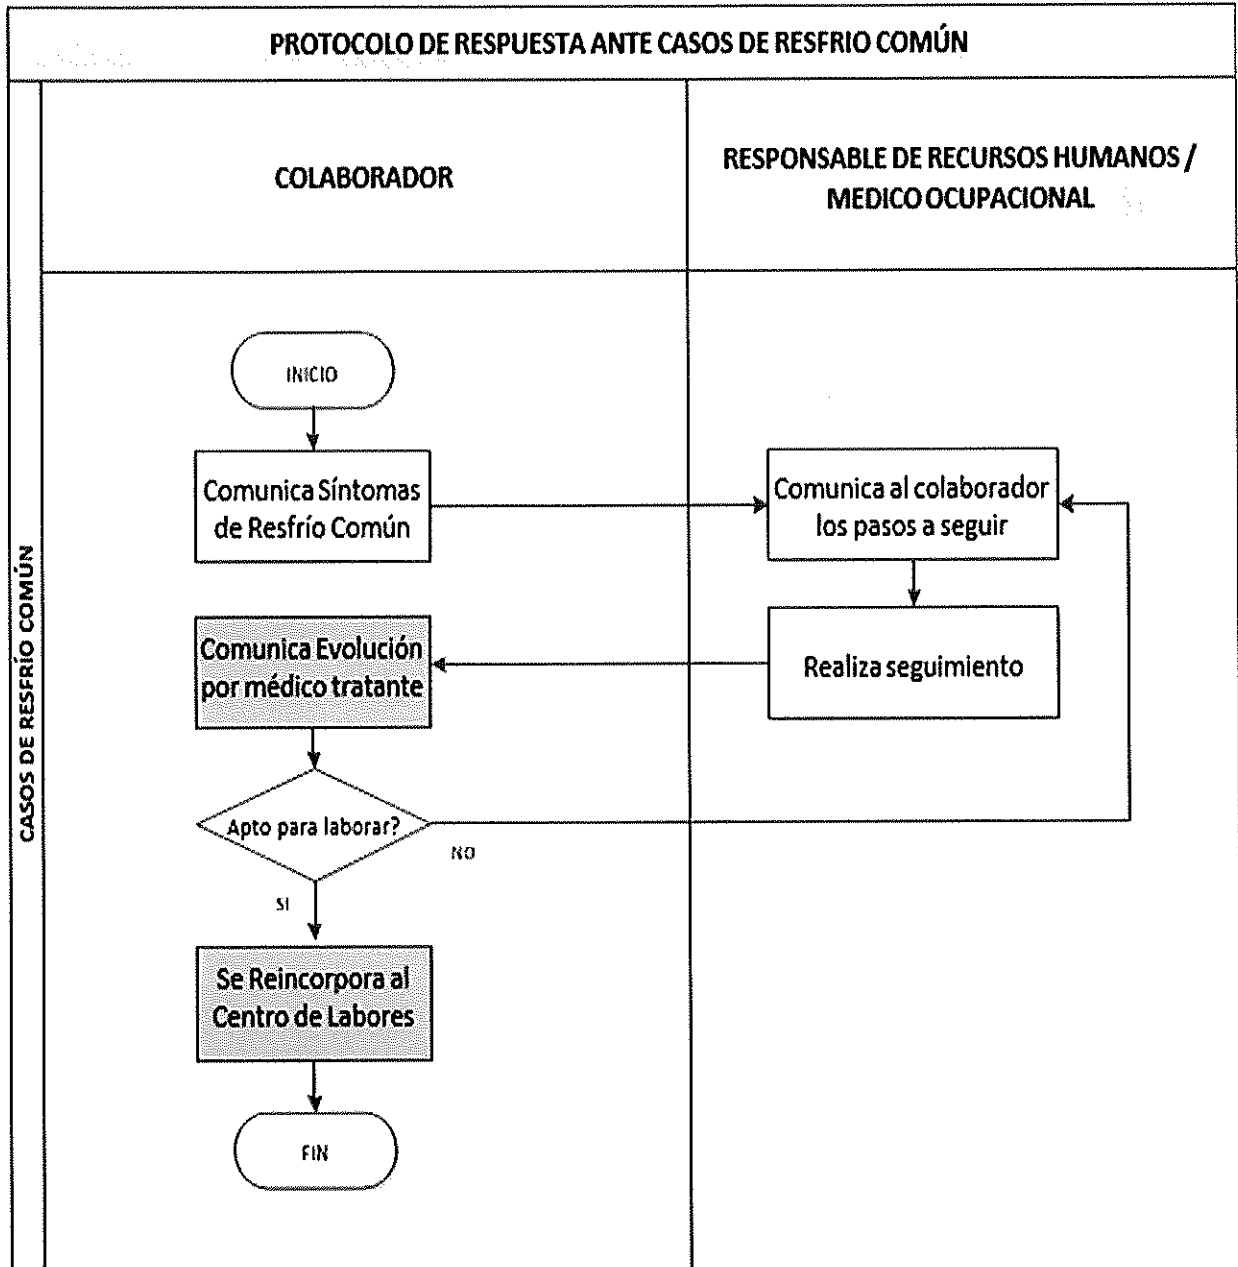 PROTOCOLO DE RESPUESTA ANTE CASOS DE RESFRIO COMÚN
COLABORADOR
RESPONSABLE DE RECURSOS HUMANOS /
MEDICO OCUPACIONAL
CASOS DE RESFRÍO COMÚN
INICIO
Comunica Síntomas
de Resfrío Común
Comunica al colaborador
los pasos a seguir
Comunica Evolución
por médico tratante
Realiza seguimiento
Apto para laborar?
NO
SI
Se Reincorpora al
Centro de Labores
FIN